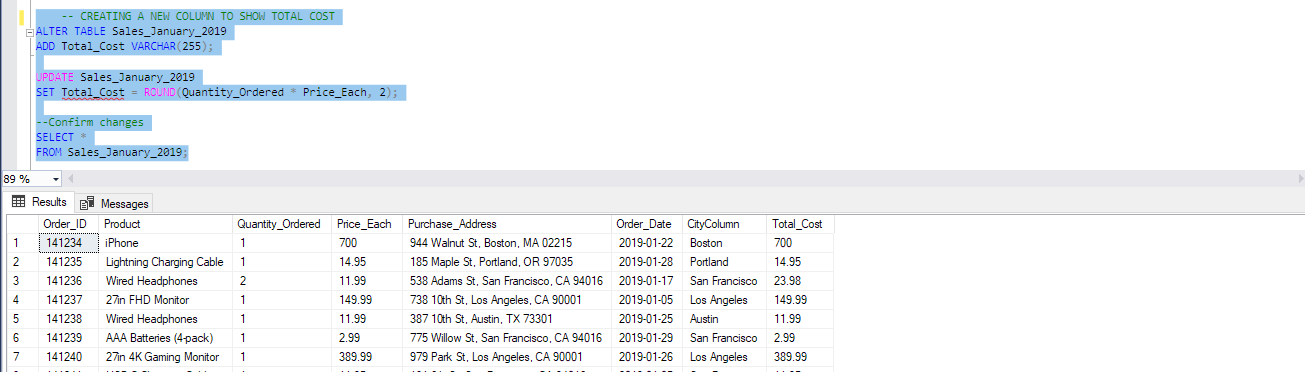 -- CREATING A NEW COLUMN TO SHOW TOTAL COST
ALTER TABLE Sales_January_2019
ADD Total_Cost VARCHAR(255);
UPDATE Sales_January_2019
SET Total_Cost = ROUND(Quantity_Ordered * Price_Each, 2);
--Confirm changes
SELECT *
FROM Sales_January_2019;
89 %
Results Messages
Order_ID Product Quantity_Ordered Price_Each Purchase_Address Order_Date CityColumn Total_Cost
1 141234 iPhone 1 700 944 Walnut St, Boston, MA 02215 2019-01-22 Boston 700
2 141235 Lightning Charging Cable 1 14.95 185 Maple St, Portland, OR 97035 2019-01-28 Portland 14.95
3 141236 Wired Headphones 2 11.99 538 Adams St, San Francisco, CA 94016 2019-01-17 San Francisco 23.98
4 141237 27in FHD Monitor 1 149.99 738 10th St, Los Angeles, CA 90001 2019-01-05 Los Angeles 149.99
5 141238 Wired Headphones 1 11.99 387 10th St, Austin, TX 73301 2019-01-25 Austin 11.99
6 141239 AAA Batteries (4-pack) 1 2.99 775 Willow St, San Francisco, CA 94016 2019-01-29 San Francisco 2.99
7 141240 27in 4K Gaming Monitor 1 389.99 979 Park St, Los Angeles, CA 90001 2019-01-26 Los Angeles 389.99